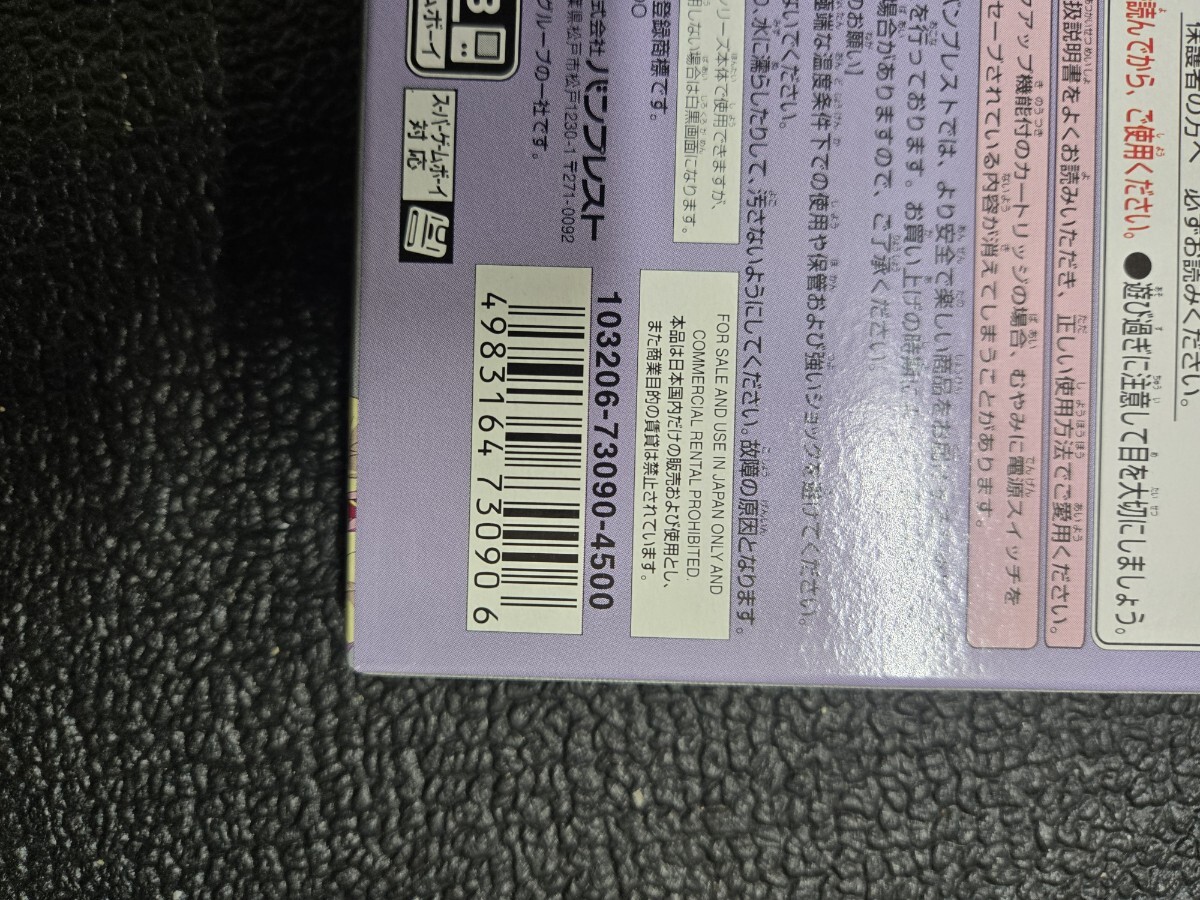 保護者の方へ 必ずお読みください。
読んでから、ご使用ください。 ●遊び過ぎに注意して目を大切にしましょう。
扱説明書をよくお読みいただき、正しい使用方法でご愛用ください。
アップ機能付のカートリッジの場合、むやみに電源スイッチを
セーブされている内容が消えてしまうことがあります。
バンプレストでは、より安全で楽しい商品をお
を行っております。お買い上げの時期に
場合がありますので、ご了承ください。
のお願い]
極端な温度条件下での使用や保管および強いショックを避けてください。
ないでください。
り、水に濡らしたりして、汚さないようにしてください。故障の原因となります。
シリーズ本体で使用できますが、
用しない場合は白黒画面になります。
FOR SALE AND USE IN JAPAN ONLY AND
COMMERCIAL RENTAL PROHIBITED.
本品は日本国内だけの販売および使用とし、
また商業目的の賃貸は禁止されています。
登録商標です。
式会社バンプレスト
葉県松戸市松戸1230-1 〒271-0092
グループの一社です。
103206-73090-4500
4983164730906
ムボーイ
スーパーゲームボーイ
対応